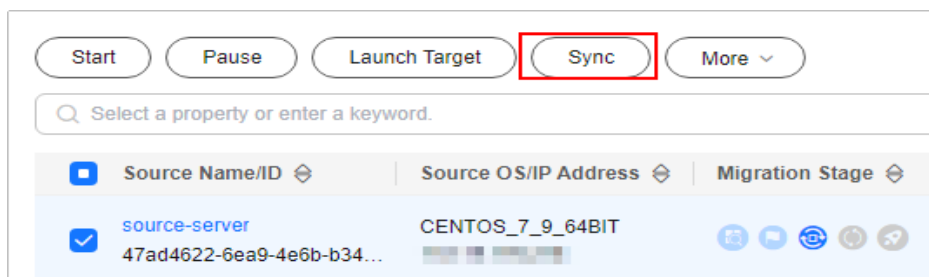 Start Pause Launch Target Sync More
Select a property or enter a keyword.
Source Name/ID Source OS/IP Address Migration Stage
source-server CENTOS_7_9_64BIT
47ad4622-6ea9-4e6b-b34...